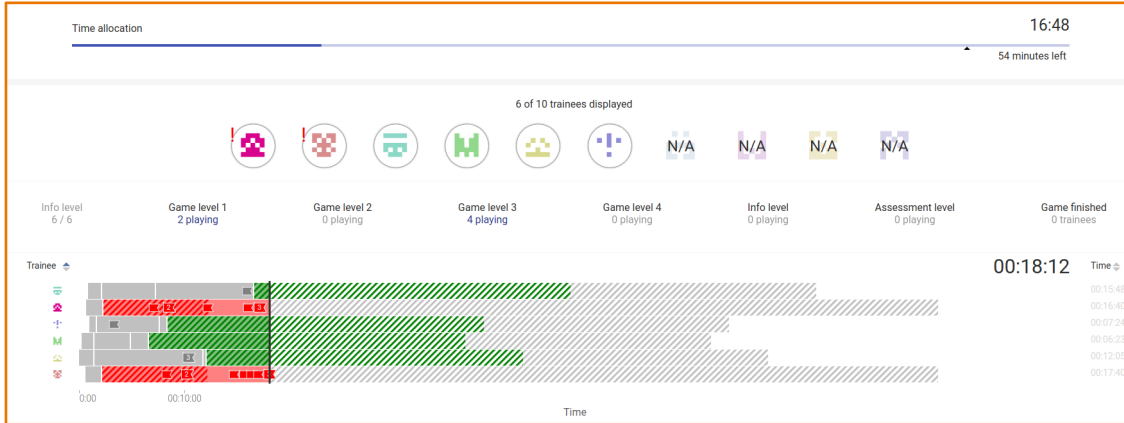 Time allocation
16:48
54 minutes left
6 of 10 trainees displayed
! ! N/A N/A N/A N/A
Info level Game level 1 Game level 2 Game level 3 Game level 4 Info level Assessment level Game finished
6 / 6 2 playing 0 playing 4 playing 0 playing 0 playing 0 playing 0 trainees
Trainee 00:18:12 Time
00:15:48
2 3 00:16:40
00:07:24
00:06:23
3 00:12:05
2 00:17:40
0:00 00:10:00
Time